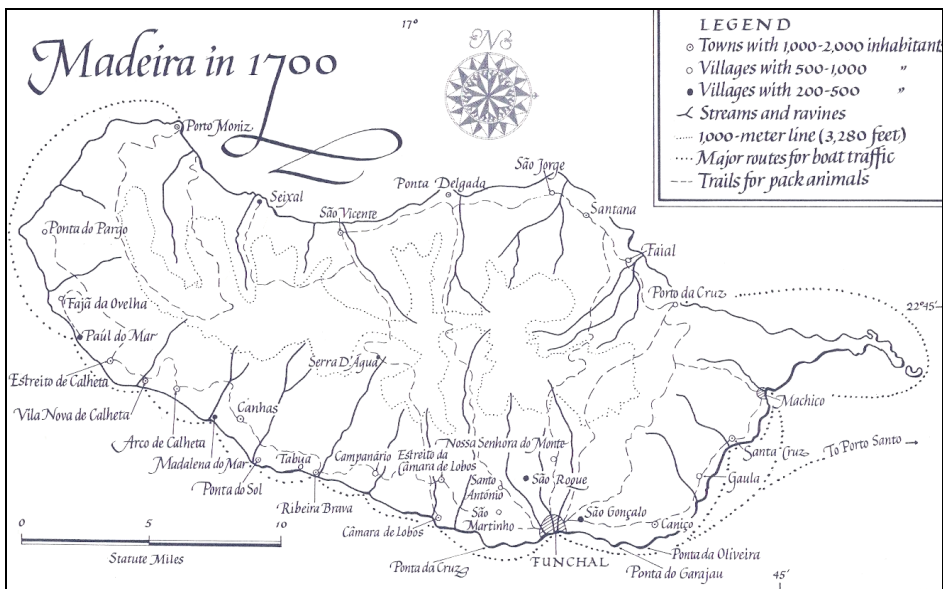 Madeira in 1700
17°
N
LEGEND
Towns with 1,000-2,000 inhabitants
Villages with 500-1,000 "
Villages with 200-500 "
Streams and ravines
1,000-meter line (3,280 feet)
Major routes for boat traffic
Trails for pack animals
Porto Moniz
São Jorge
Ponta Delgada
Seixal
São Vicente
Santana
Ponta do Pargo
Faial
Porto da Cruz
22°45'
Fajã da Ovelha
Paúl do Mar
Serra D'Água
Estreito de Calheta
Machico
Vila Nova de Calheta
Canhas
Arco de Calheta
Nossa Senhora do Monte
To Porto Santo →
Madalena do Mar
Tabua
Campanário
Estreito da
Câmara de Lobos
Santa Cruz
Ponta do Sol
Santo
António
São Roque
Gaula
Ribeira Brava
São
Martinho
São Gonçalo
Caniço
Câmara de Lobos
0 5 10
Statute Miles
Ponta da Cruz
FUNCHAL
Ponta da Oliveira
Ponta do Garajau
45'